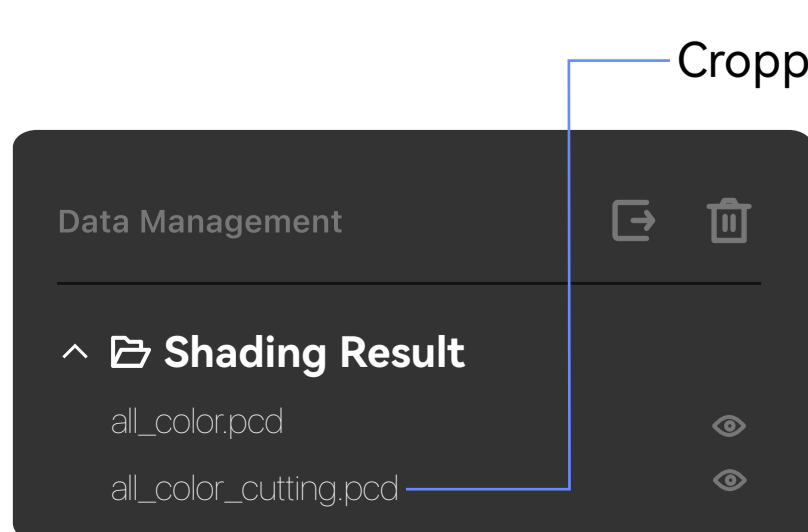 Cropp
Data Management
Shading Result
all_color.pcd
all_color_cutting.pcd